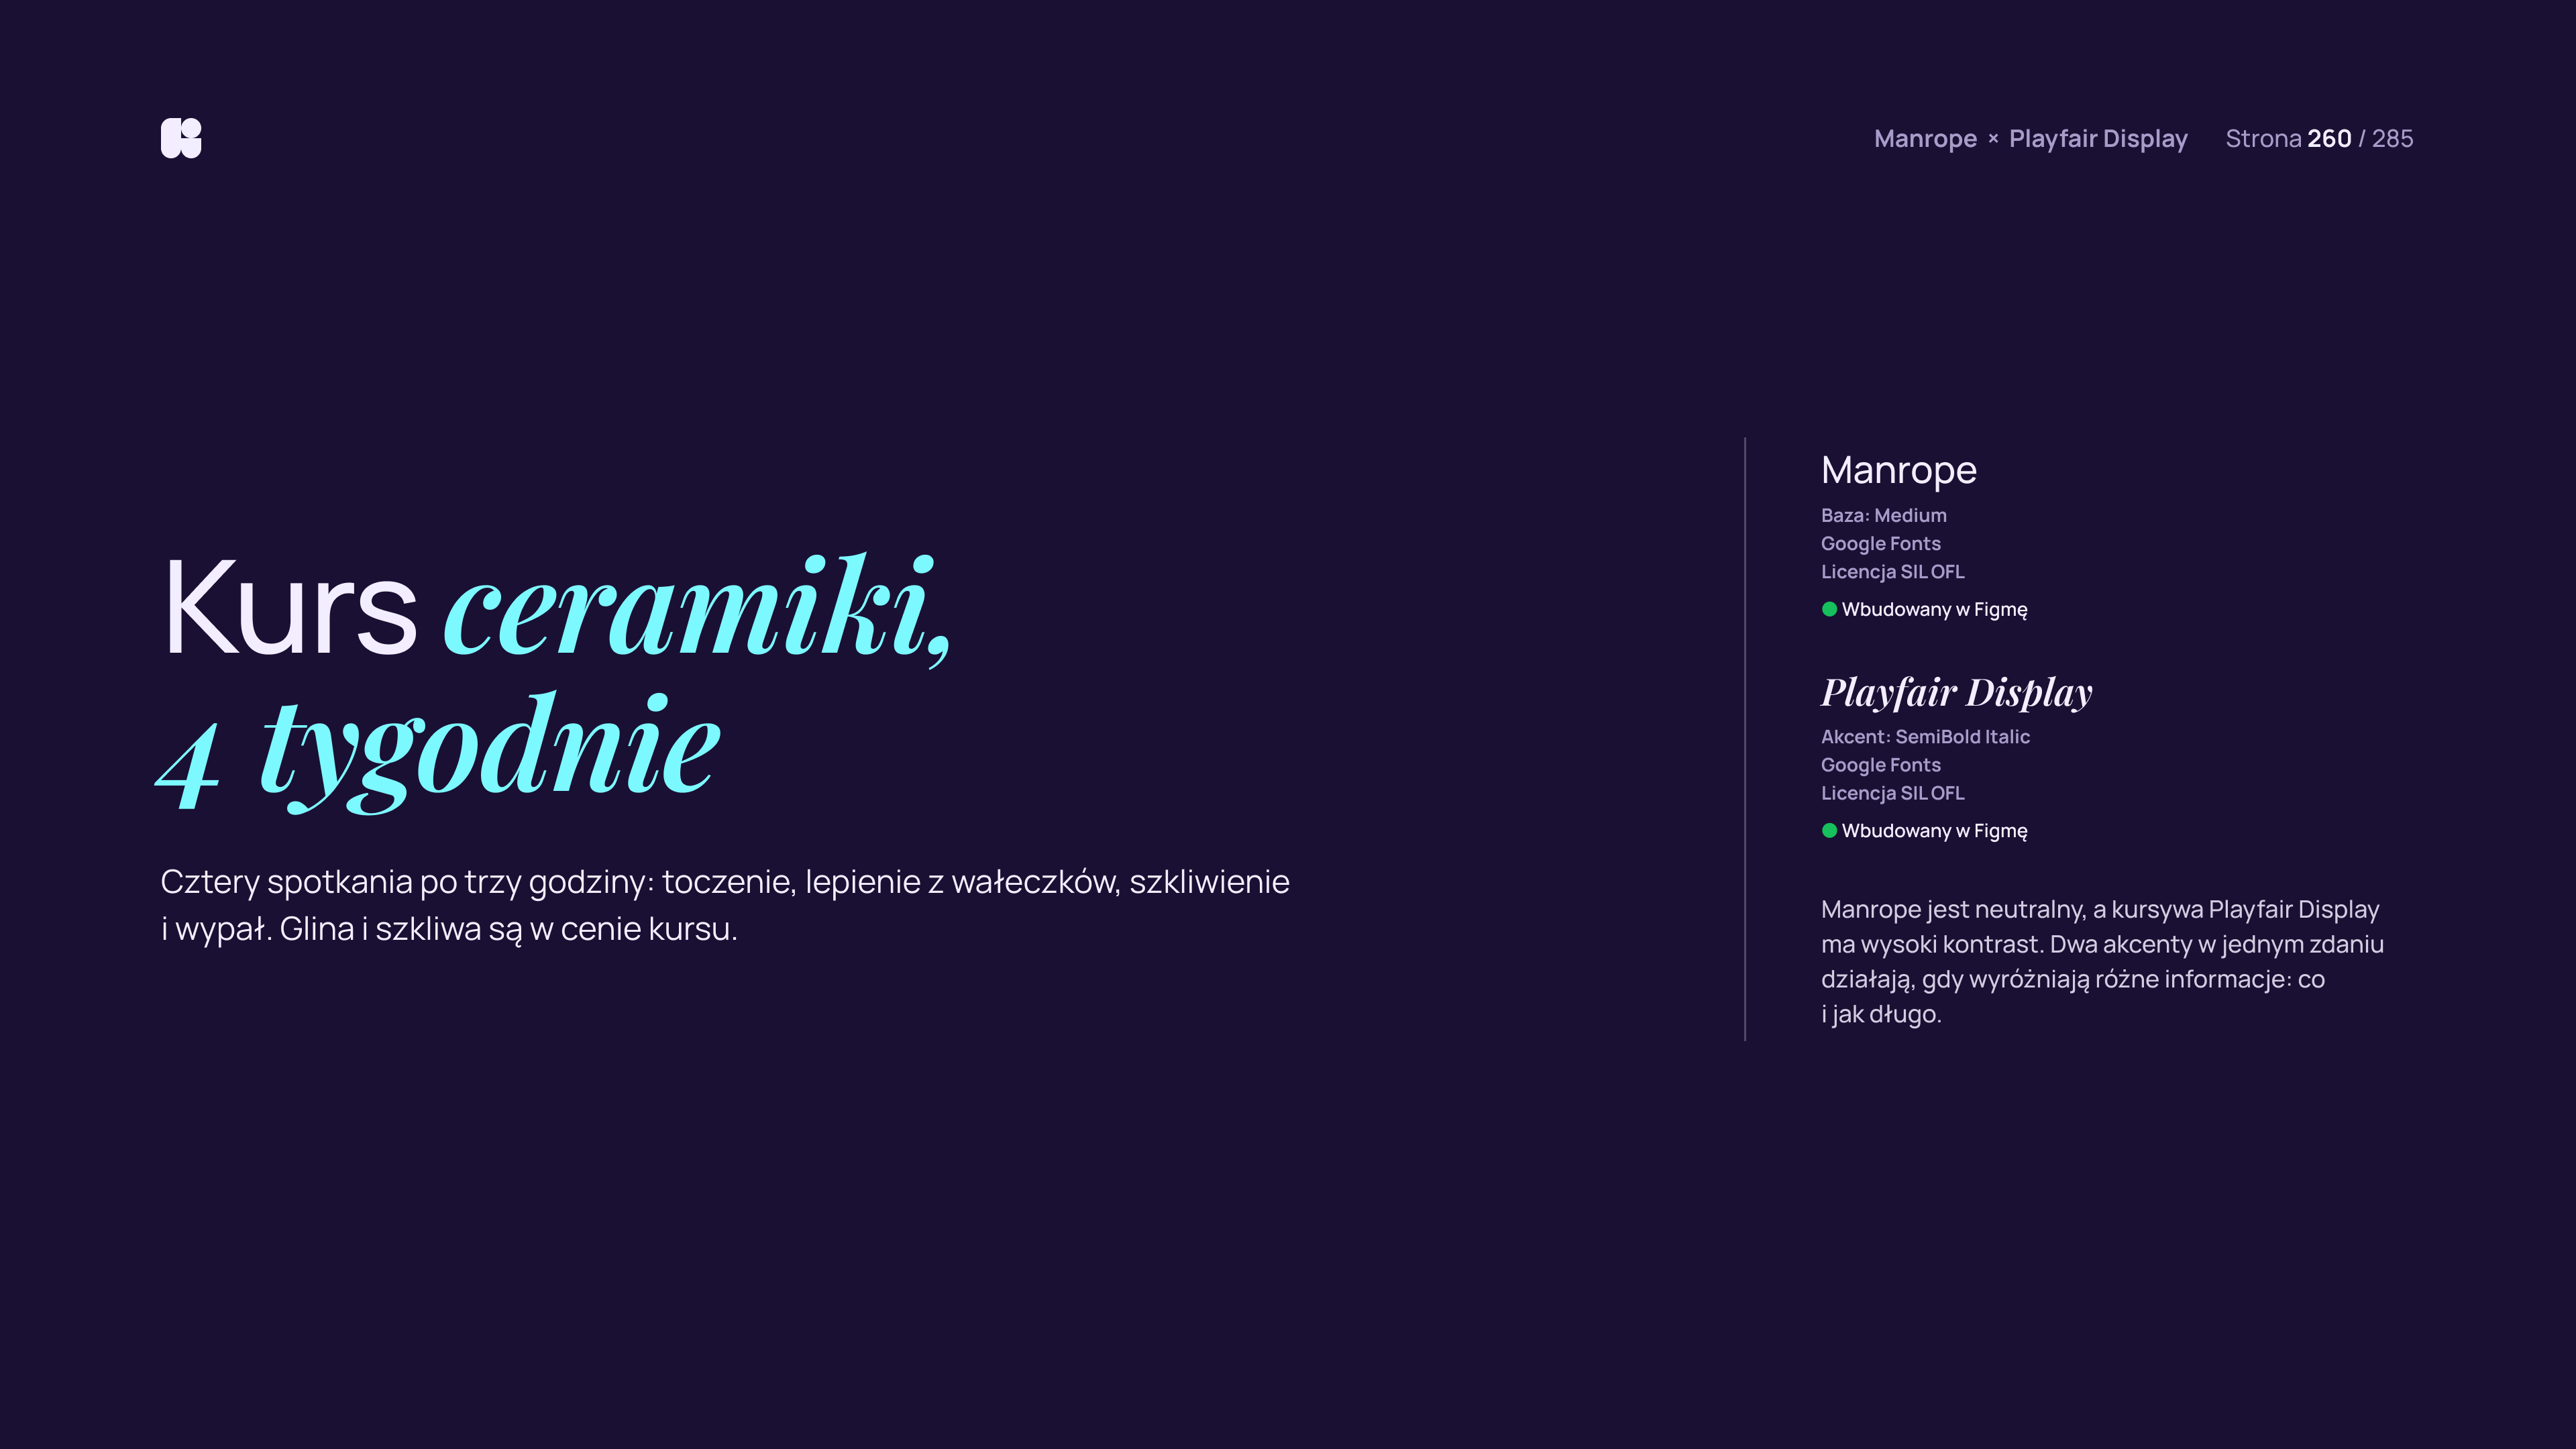 Manrope × Playfair Display Strona 260 / 285
Kurs ceramiki,
4 tygodnie
Cztery spotkania po trzy godziny: toczenie, lepienie z wałeczków, szkliwienie
i wypał. Glina i szkliwa są w cenie kursu.
Manrope
Baza: Medium
Google Fonts
Licencja SIL OFL
Wbudowany w Figmę
Playfair Display
Akcent: SemiBold Italic
Google Fonts
Licencja SIL OFL
Wbudowany w Figmę
Manrope jest neutralny, a kursywa Playfair Display
ma wysoki kontrast. Dwa akcenty w jednym zdaniu
działają, gdy wyróżniają różne informacje: co
i jak długo.